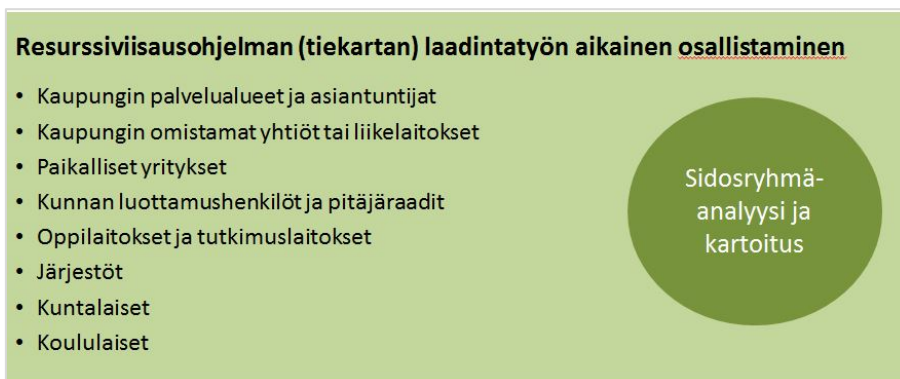 Resurssiviisausohjelman (tiekartan) laadintatyön aikainen osallistaminen
• Kaupungin palvelualueet ja asiantuntijat
• Kaupungin omistamat yhtiöt tai liikelaitokset
• Paikalliset yritykset
• Kunnan luottamushenkilöt ja pitäjäraadit
• Oppilaitokset ja tutkimuslaitokset
• Järjestöt
• Kuntalaiset
• Koululaiset
Sidosryhmä-
analyysi ja
kartoitus